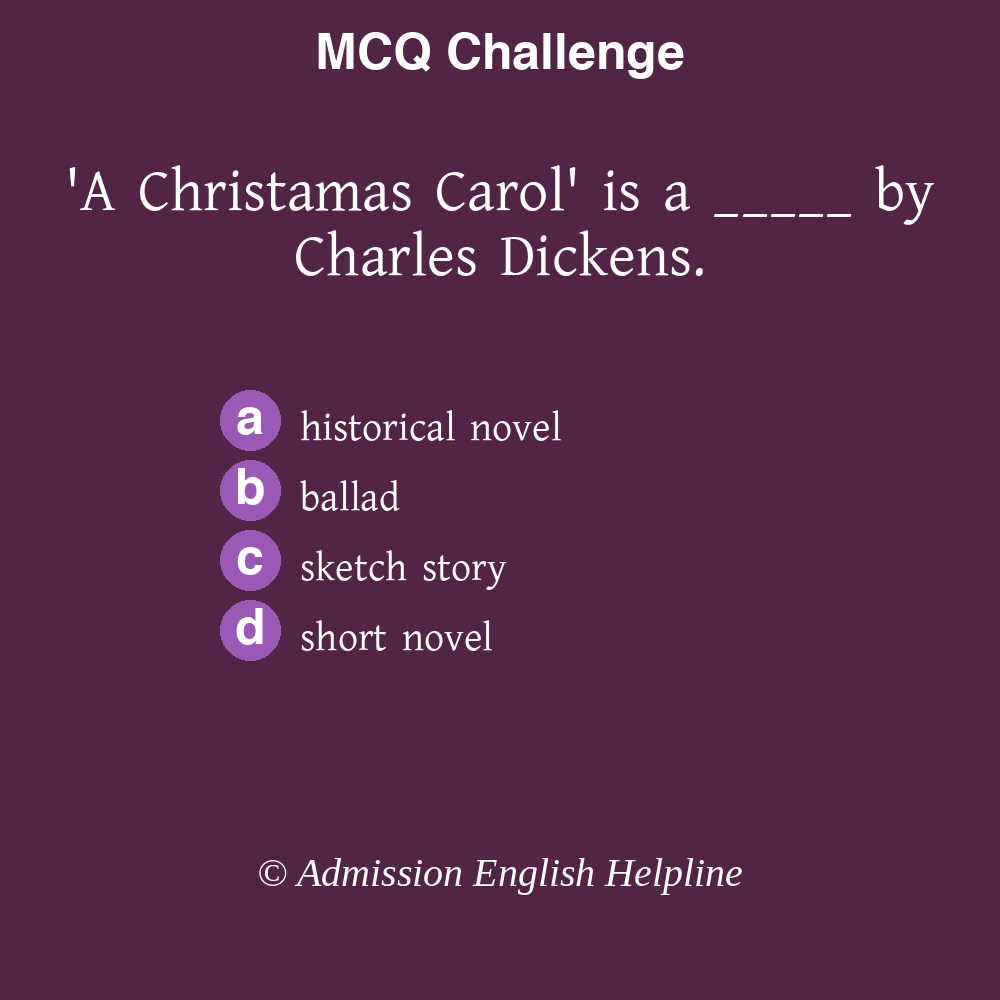 MCQ Challenge
'A Christamas Carol' is a _____ by
Charles Dickens.
a historical novel
b ballad
c sketch story
d short novel
© Admission English Helpline